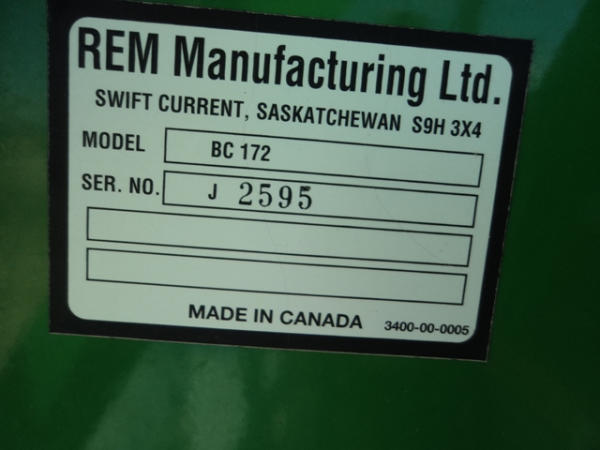 REM Manufacturing Ltd.
SWIFT CURRENT, SASKATCHEWAN S9H 3X4
MODEL BC 172
SER. NO. J 2595
MADE IN CANADA 3400-00-0005